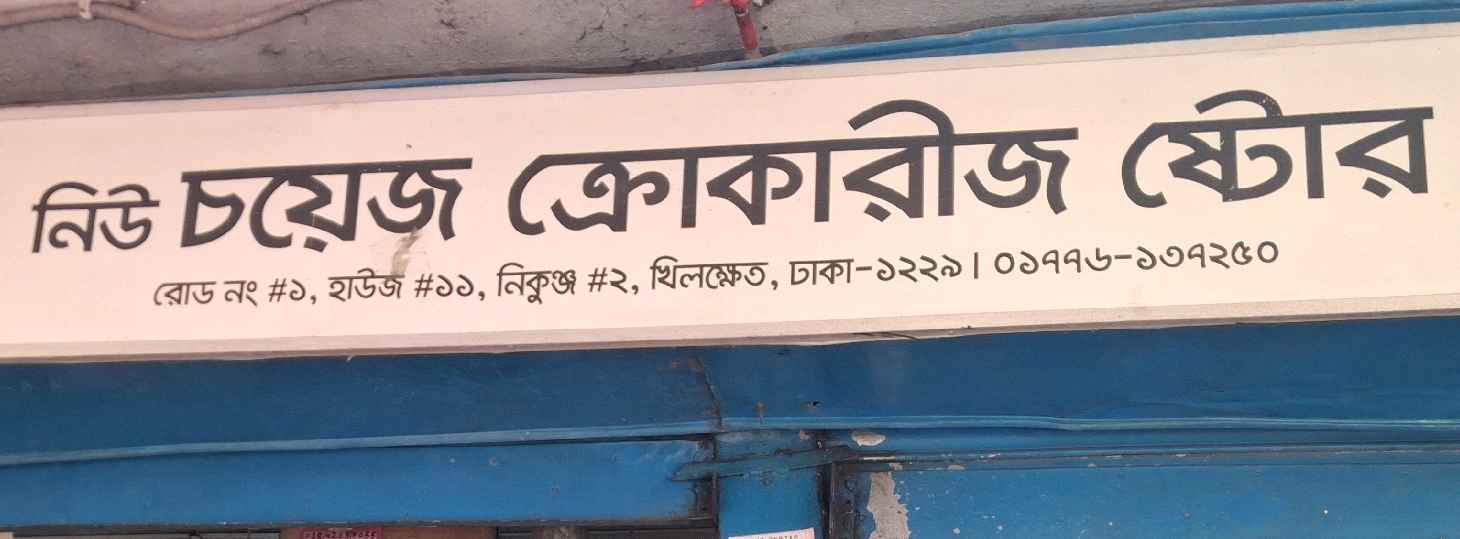 নিউ চয়েজ ক্রোকারীজ ষ্টোর
রোড নং #১, হাউজ #১১, নিকুঞ্জ #২, খিলক্ষেত, ঢাকা-১২২৯ । ০১৭৭৬-১৩৭২৫০